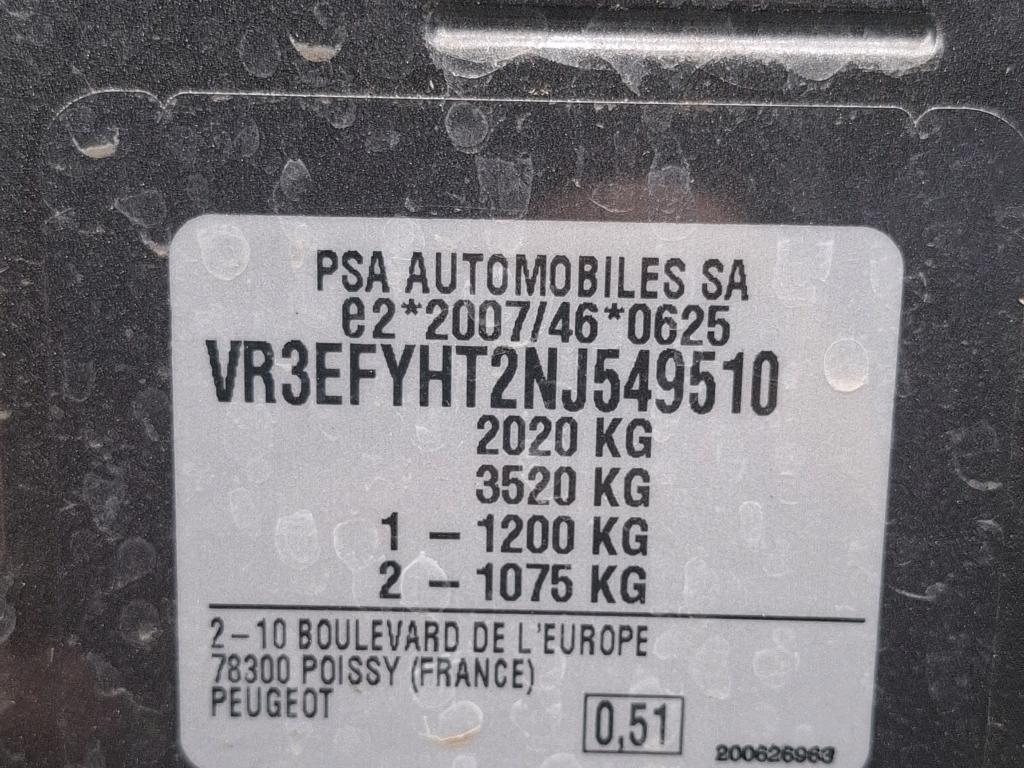 PSA AUTOMOBILES SA
e2*2007/46*0625
VR3EFYHT2NJ549510
2020 KG
3520 KG
1 - 1200 KG
2 - 1075 KG
2-10 BOULEVARD DE L'EUROPE
78300 POISSY (FRANCE)
PEUGEOT
0,51
200626963